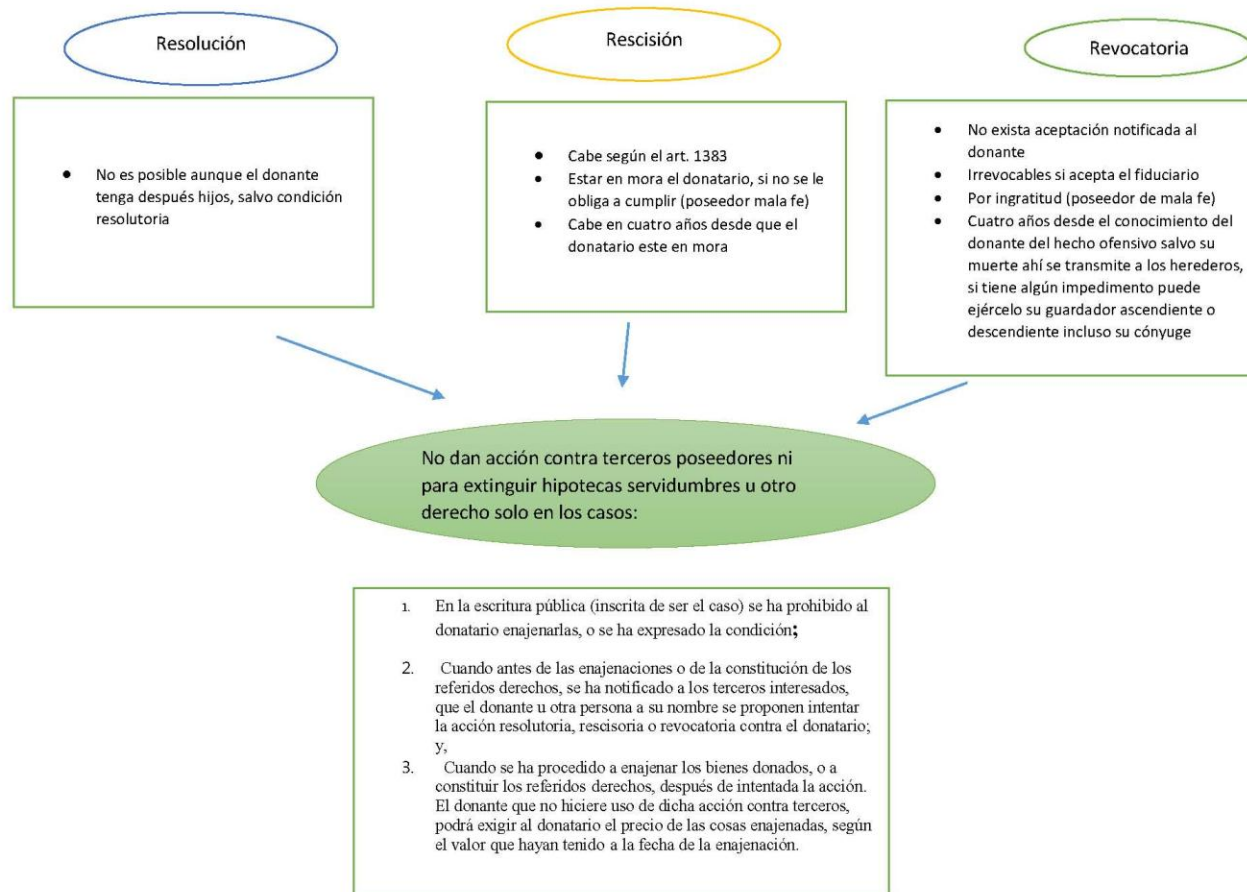 Resolución
Rescisión
Revocatoria
• No es posible aunque el donante
tenga después hijos, salvo condición
resolutoria
• Cabe según el art. 1383
• Estar en mora el donatario, si no se le
obliga a cumplir (poseedor mala fe)
• Cabe en cuatro años desde que el
donatario este en mora
• No exista aceptación notificada al
donante
• Irrevocables si acepta el fiduciario
• Por ingratitud (poseedor de mala fe)
• Cuatro años desde el conocimiento del
donante del hecho ofensivo salvo su
muerte ahí se transmite a los herederos,
si tiene algún impedimento puede
ejércelo su guardador ascendiente o
descendiente incluso su cónyuge
No dan acción contra terceros poseedores ni
para extinguir hipotecas servidumbres u otro
derecho solo en los casos:
1. En la escritura pública (inscrita de ser el caso) se ha prohibido al
donatario enajenarlas, o se ha expresado la condición;
2. Cuando antes de las enajenaciones o de la constitución de los
referidos derechos, se ha notificado a los terceros interesados,
que el donante u otra persona a su nombre se proponen intentar
la acción resolutoria, rescisoria o revocatoria contra el donatario;
y,
3. Cuando se ha procedido a enajenar los bienes donados, o a
constituir los referidos derechos, después de intentada la acción.
El donante que no hiciere uso de dicha acción contra terceros,
podrá exigir al donatario el precio de las cosas enajenadas, según
el valor que hayan tenido a la fecha de la enajenación.